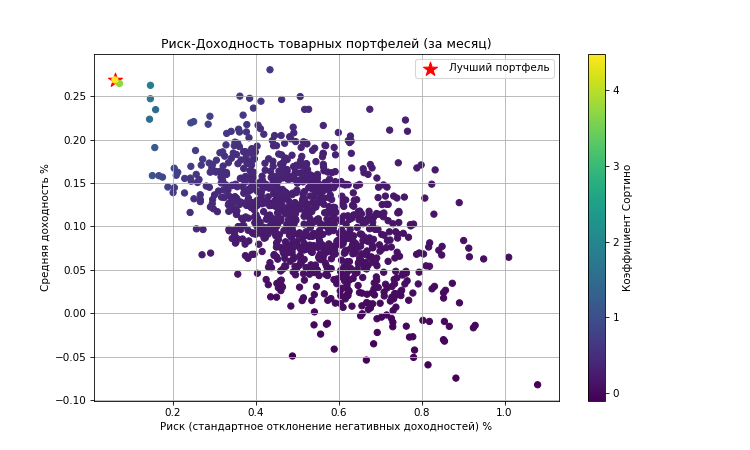 Риск-Доходность товарных портфелей (за месяц)
Лучший портфель
Средняя доходность %
0.25
0.20
0.15
0.10
0.05
0.00
−0.05
−0.10
0.2 0.4 0.6 0.8 1.0
Риск (стандартное отклонение негативных доходностей) %
4
3
2
1
0
Коэффициент Сортино